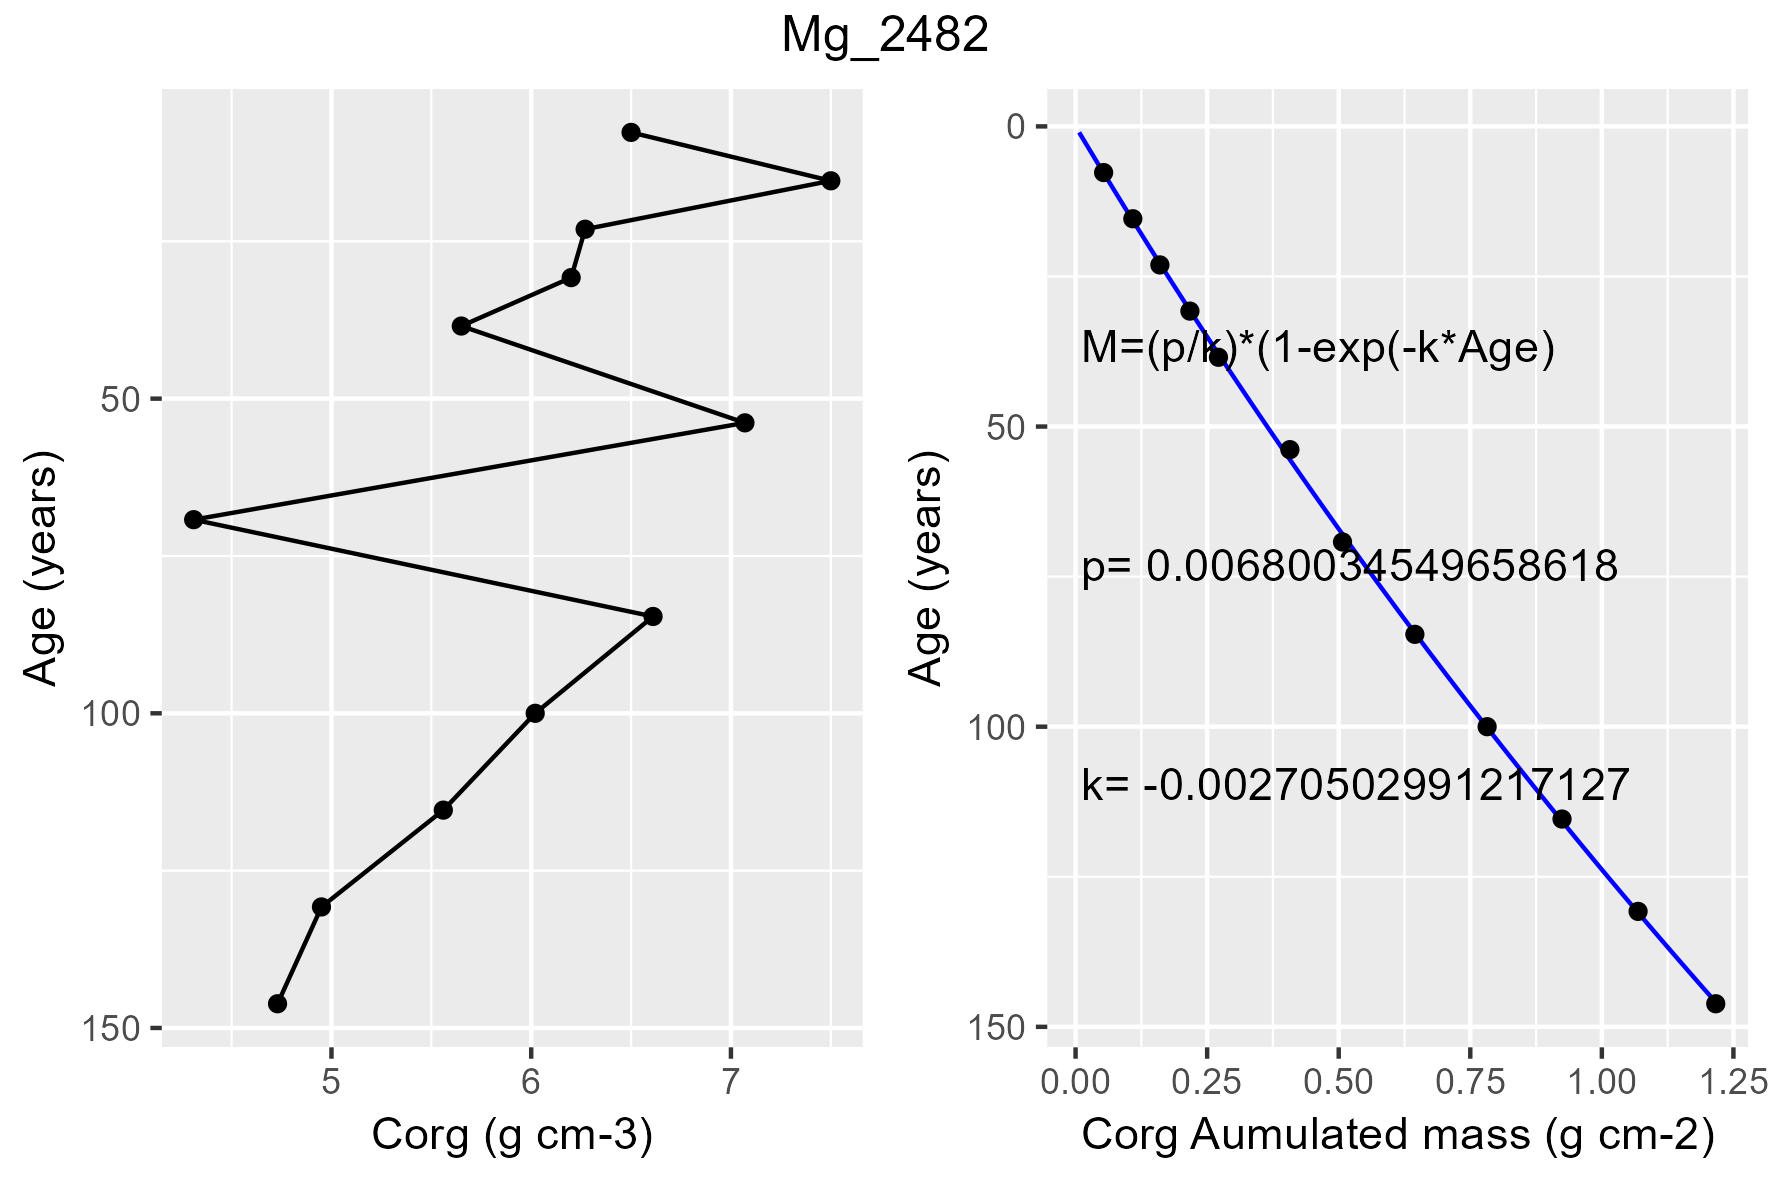 Mg_2482
Age (years)
50
100
150
5
6
7
Corg (g cm-3)
Age (years)
0
50
100
150
M=(p/k)*(1-exp(-k*Age)
p= 0.00680034549658618
k= -0.00270502991217127
0.00
0.25
0.50
0.75
1.00
1.25
Corg Aumulated mass (g cm-2)